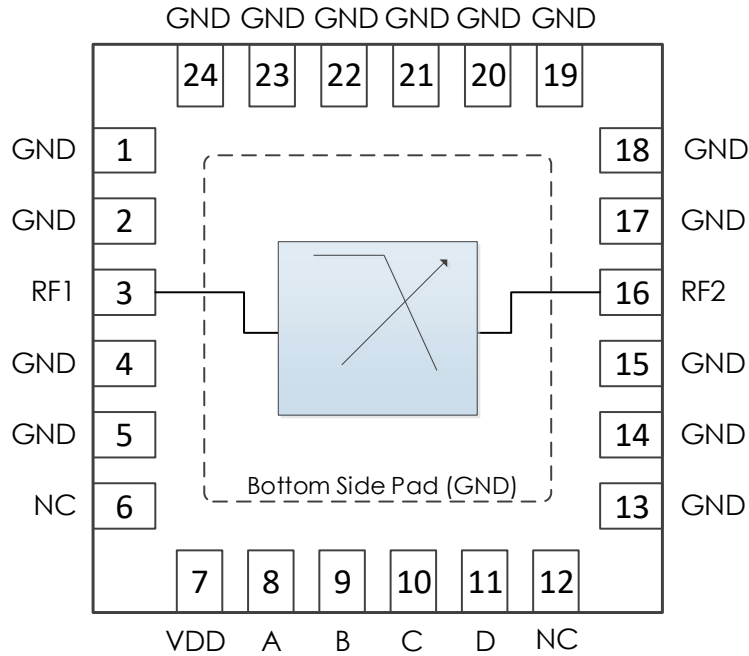 GND GND GND GND GND GND
24 23 22 21 20 19
GND 1 18 GND
GND 2 17 GND
RF1 3 16 RF2
GND 4 15 GND
GND 5 14 GND
Bottom Side Pad (GND)
NC 6 13 GND
7 8 9 10 11 12
VDD A B C D NC